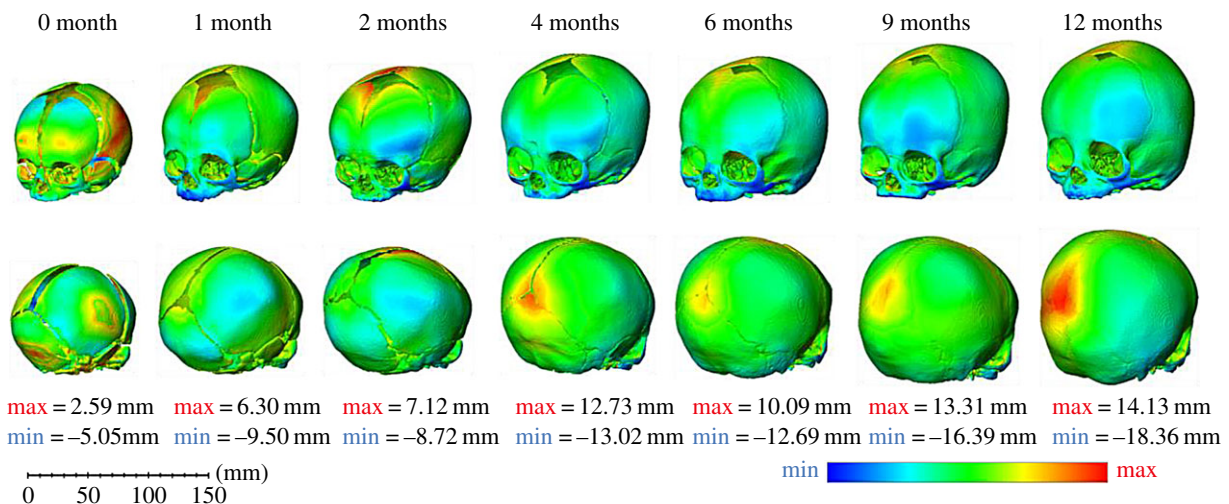 0 month 1 month 2 months 4 months 6 months 9 months 12 months
max = 2.59 mm max = 6.30 mm max = 7.12 mm max = 12.73 mm max = 10.09 mm max = 13.31 mm max = 14.13 mm
min = –5.05mm min = –9.50 mm min = –8.72 mm min = –13.02 mm min = –12.69 mm min = –16.39 mm min = –18.36 mm
(mm) min max
0 50 100 150